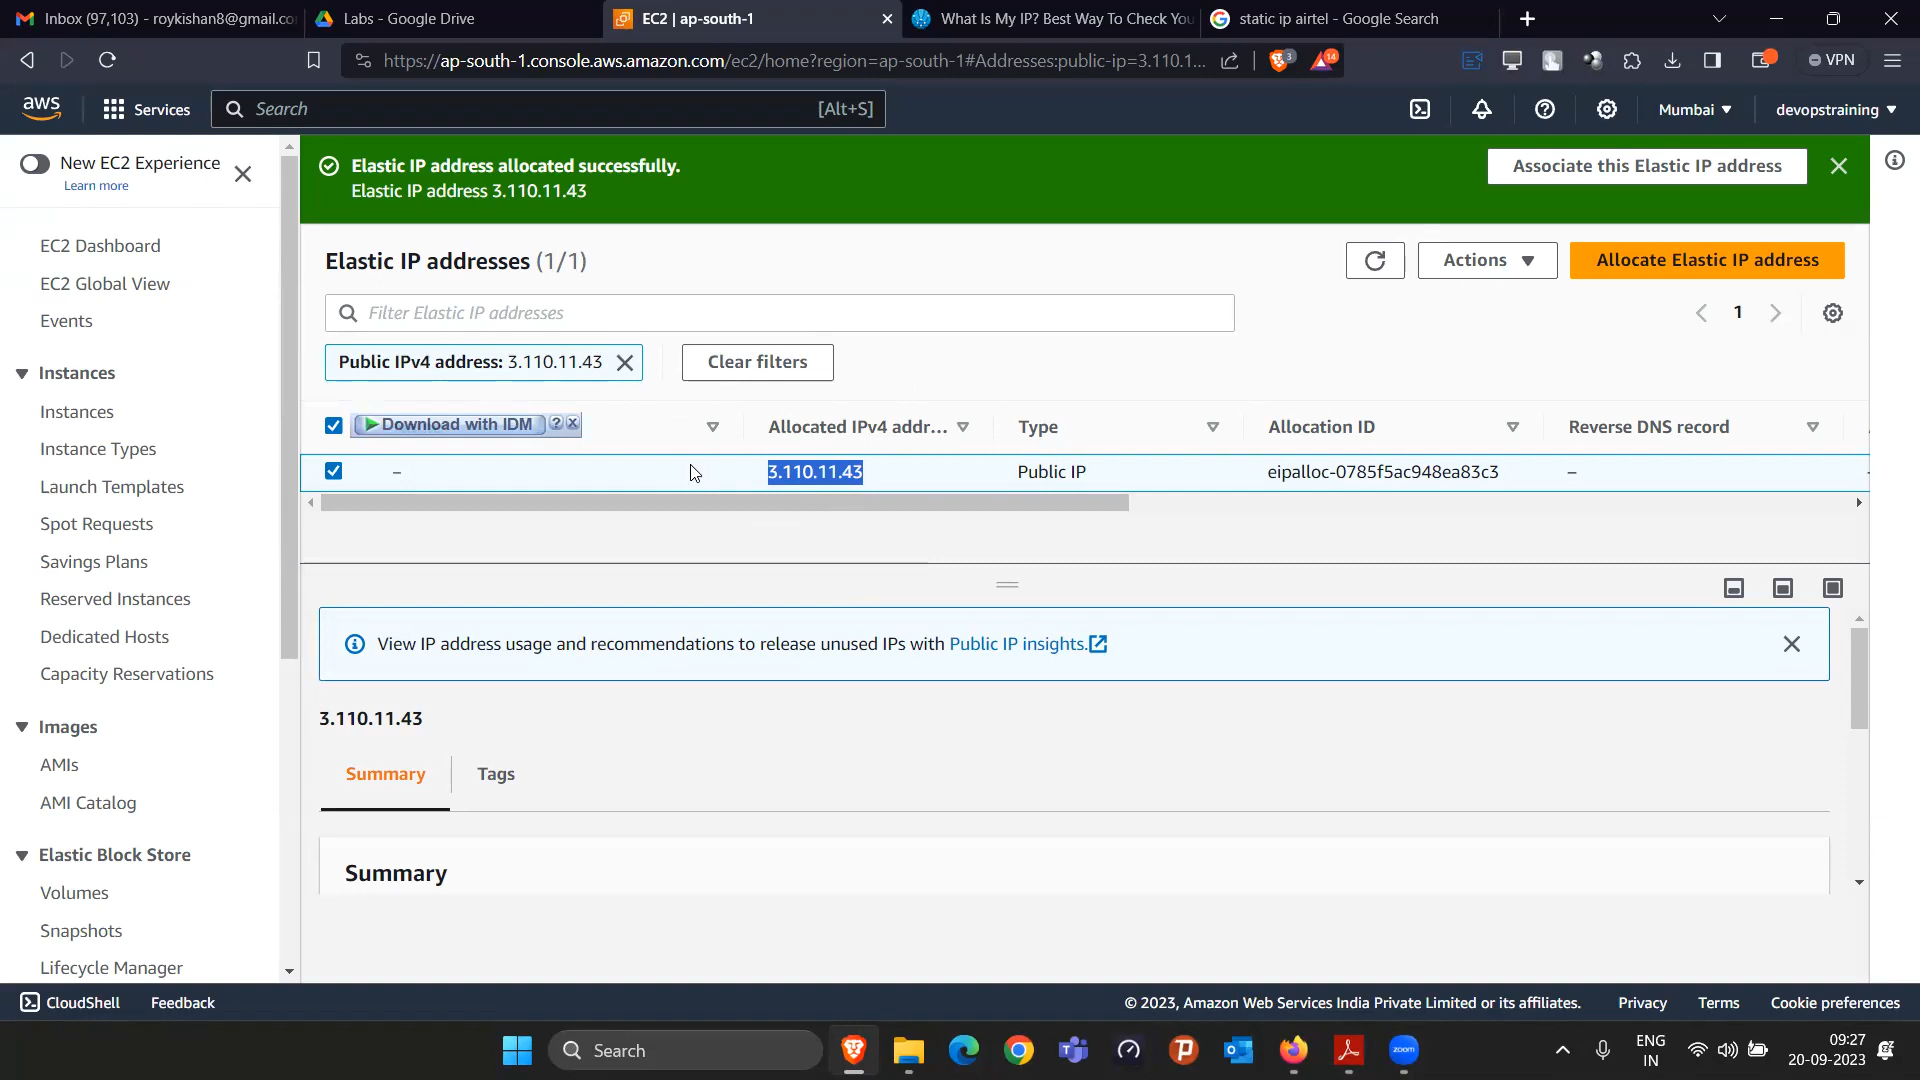 Inbox (97,103) - roykishan8@gmail.co
Labs - Google Drive
EC2 | ap-south-1
What Is My IP? Best Way To Check You
static ip airtel - Google Search
https://ap-south-1.console.aws.amazon.com/ec2/home?region=ap-south-1#Addresses:public-ip=3.110.1...
3
14
VPN
aws
Services
Search
[Alt+S]
Mumbai
devopstraining
New EC2 Experience
Learn more
EC2 Dashboard
EC2 Global View
Events
Instances
Instances
Instance Types
Launch Templates
Spot Requests
Savings Plans
Reserved Instances
Dedicated Hosts
Capacity Reservations
Images
AMIs
AMI Catalog
Elastic Block Store
Volumes
Snapshots
Lifecycle Manager
Elastic IP address allocated successfully.
Elastic IP address 3.110.11.43
Associate this Elastic IP address
Elastic IP addresses (1/1)
Actions
Allocate Elastic IP address
Filter Elastic IP addresses
1
Public IPv4 address: 3.110.11.43
Clear filters
Download with IDM ?
Allocated IPv4 addr...
Type
Allocation ID
Reverse DNS record
–
3.110.11.43
Public IP
eipalloc-0785f5ac948ea83c3
–
View IP address usage and recommendations to release unused IPs with Public IP insights.
3.110.11.43
Summary
Tags
Summary
CloudShell
Feedback
© 2023, Amazon Web Services India Private Limited or its affiliates.
Privacy
Terms
Cookie preferences
Search
zoom
ENG
IN
09:27
20-09-2023